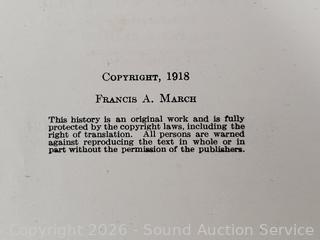 Copyright, 1918
Francis A. March
This history is an original work and is fully
protected by the copyright laws, including the
right of translation. All persons are warned
against reproducing the text in whole or in
part without the permission of the publishers.
Copyright 2026 - Sound Auction Service